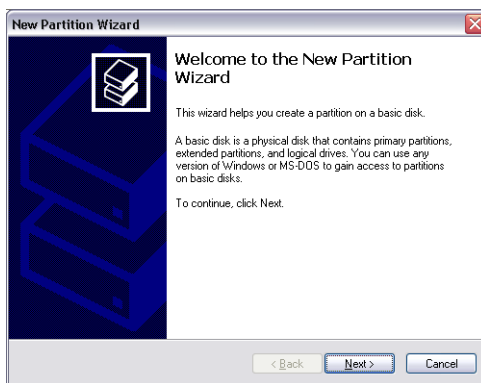 New Partition Wizard
Welcome to the New Partition
Wizard
This wizard helps you create a partition on a basic disk.
A basic disk is a physical disk that contains primary partitions,
extended partitions, and logical drives. You can use any
version of Windows or MS-DOS to gain access to partitions
on basic disks.
To continue, click Next.
< Back
Next >
Cancel